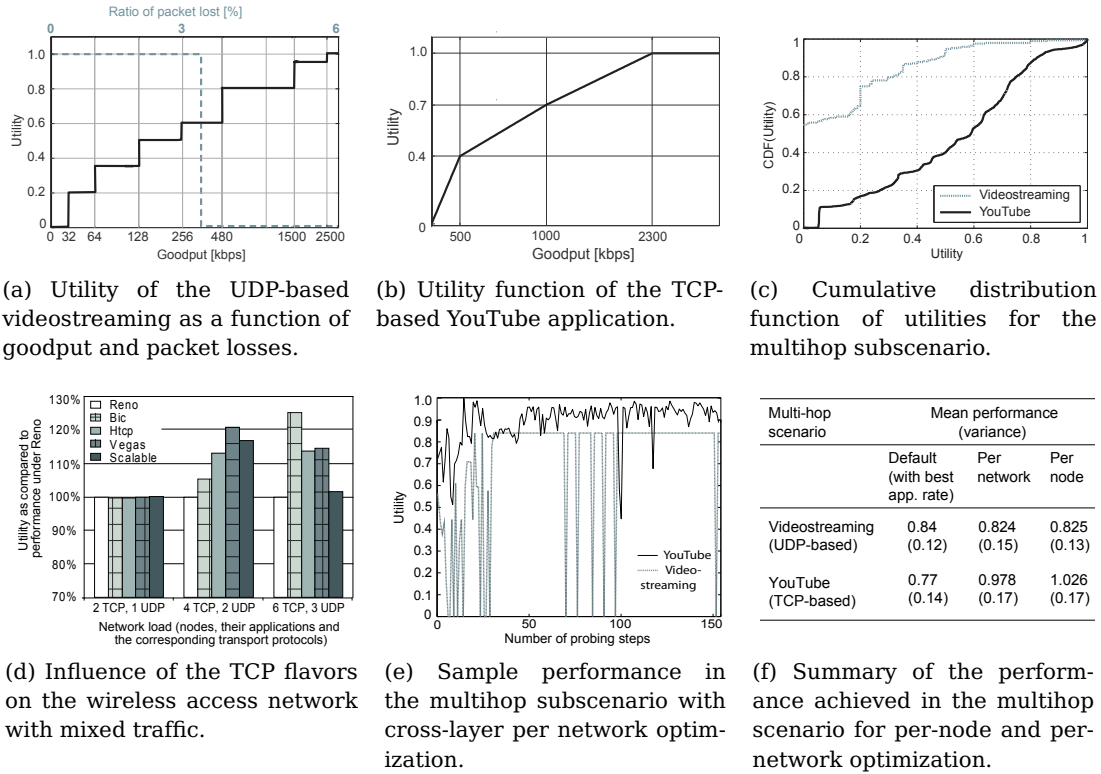 Ratio of packet lost [%]
0 3 6
Utility
1.0
0.8
0.6
0.4
0.2
0
0 32 64 128 256 480 1500 2500
Goodput [kbps]
(a) Utility of the UDP-based
videostreaming as a function of
goodput and packet losses.
Utility
1.0
0.7
0.4
0
500 1000 2300
Goodput [kbps]
(b) Utility function of the TCP-
based YouTube application.
CDF(Utility)
1
0.8
0.6
0.4
0.2
0
0 0.2 0.4 0.6 0.8 1
Utility
Videostreaming
YouTube
(c) Cumulative distribution
function of utilities for the
multihop subscenario.
Utility as compared to
performance under Reno
130%
120%
110%
100%
90%
80%
70%
Reno
Bic
Htcp
Vegas
Scalable
2 TCP, 1 UDP 4 TCP, 2 UDP 6 TCP, 3 UDP
Network load (nodes, their applications and
the corresponding transport protocols)
(d) Influence of the TCP flavors
on the wireless access network
with mixed traffic.
Utility
1.0
0.9
0.8
0.7
0.6
0.5
0.4
0.3
0.2
0.1
0
0 50 100 150
Number of probing steps
YouTube
Video-
streaming
(e) Sample performance in
the multihop subscenario with
cross-layer per network optim-
ization.
Multi-hop Mean performance
scenario (variance)
Default Per Per
(with best network node
app. rate)
Videostreaming 0.84 0.824 0.825
(UDP-based) (0.12) (0.15) (0.13)
YouTube 0.77 0.978 1.026
(TCP-based) (0.14) (0.17) (0.17)
(f) Summary of the perform-
ance achieved in the multihop
scenario for per-node and per-
network optimization.